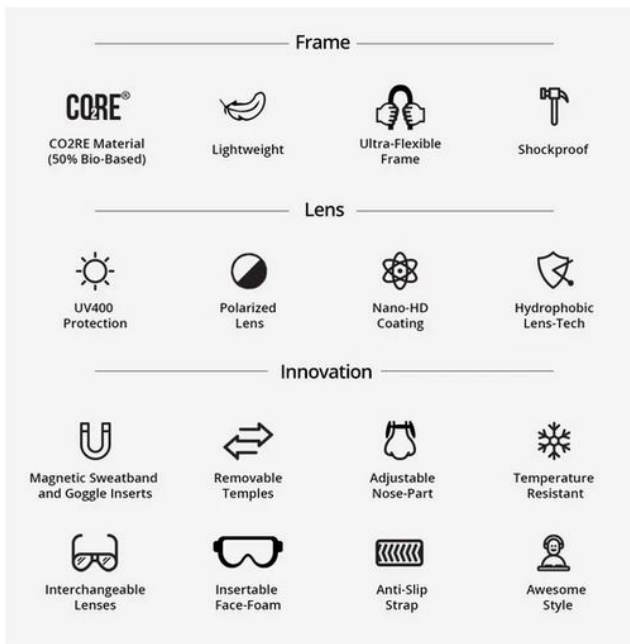 Frame
CO2RE®
CO2RE Material
(50% Bio-Based)
Lightweight
Ultra-Flexible
Frame
Shockproof
Lens
UV400
Protection
Polarized
Lens
Nano-HD
Coating
Hydrophobic
Lens-Tech
Innovation
Magnetic Sweatband
and Goggle Inserts
Removable
Temples
Adjustable
Nose-Part
Temperature
Resistant
Interchangeable
Lenses
Insertable
Face-Foam
Anti-Slip
Strap
Awesome
Style